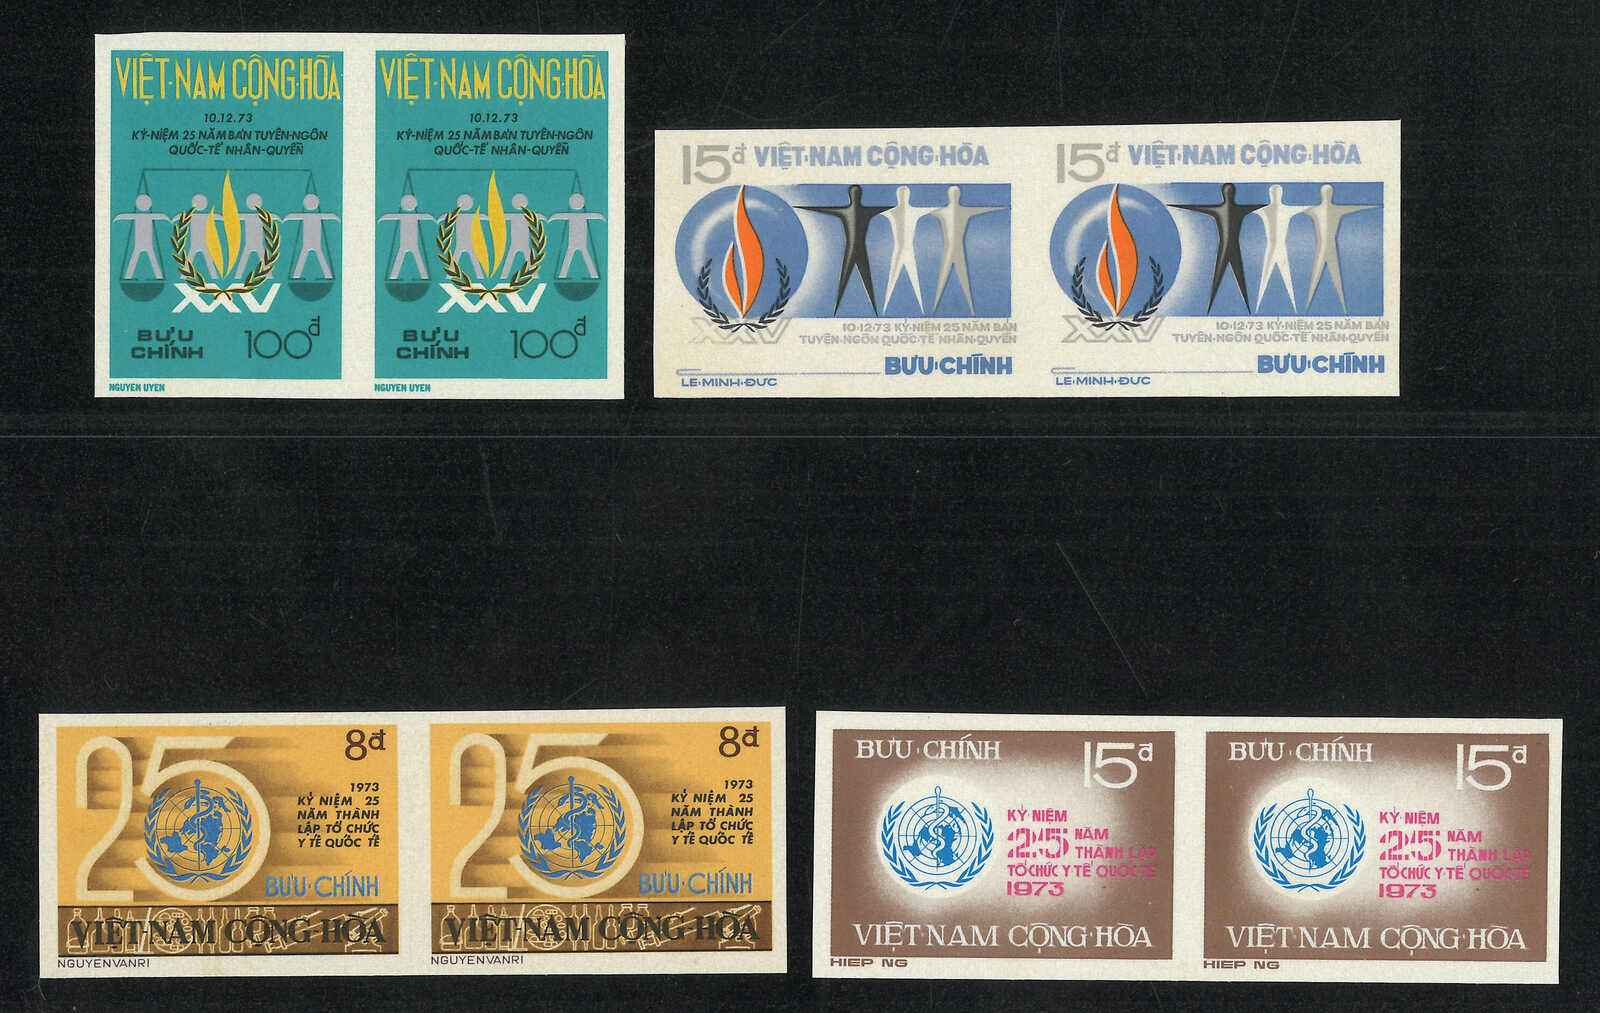 VIỆT·NAM CỘNG·HÒA
10.12.73
KỶ-NIỆM 25 NĂM BẢN TUYÊN-NGÔN
QUỐC-TẾ NHÂN-QUYỀN
XXV
BƯU
CHÍNH
100đ
NGUYEN UYEN
VIỆT·NAM CỘNG·HÒA
10.12.73
KỶ-NIỆM 25 NĂM BẢN TUYÊN-NGÔN
QUỐC-TẾ NHÂN-QUYỀN
XXV
BƯU
CHÍNH
100đ
NGUYEN UYEN
15đ VIỆT·NAM CỘNG·HÒA
XXV
10·12·73 KỶ·NIỆM 25 NĂM BẢN
TUYÊN·NGÔN QUỐC·TẾ NHÂN·QUYỀN
BƯU·CHÍNH
LE·MINH·ĐUC
15đ VIỆT·NAM CỘNG·HÒA
XXV
10·12·73 KỶ·NIỆM 25 NĂM BẢN
TUYÊN·NGÔN QUỐC·TẾ NHÂN·QUYỀN
BƯU·CHÍNH
LE·MINH·ĐUC
25
8đ
1973
KỶ NIỆM 25
NĂM THÀNH
LẬP TỔ CHỨC
Y TẾ QUỐC TẾ
BƯU·CHÍNH
VIỆT·NAM CỘNG·HÒA
NGUYENVANRI
25
8đ
1973
KỶ NIỆM 25
NĂM THÀNH
LẬP TỔ CHỨC
Y TẾ QUỐC TẾ
BƯU·CHÍNH
VIỆT·NAM CỘNG·HÒA
NGUYENVANRI
BƯU·CHÍNH
15đ
KỶ·NIỆM
25 NĂM
THÀNH LẬP
TỔ·CHỨC Y·TẾ QUỐC·TẾ
1973
VIỆT·NAM CỘNG·HÒA
HIEP NG
BƯU·CHÍNH
15đ
KỶ·NIỆM
25 NĂM
THÀNH LẬP
TỔ·CHỨC Y·TẾ QUỐC·TẾ
1973
VIỆT·NAM CỘNG·HÒA
HIEP NG